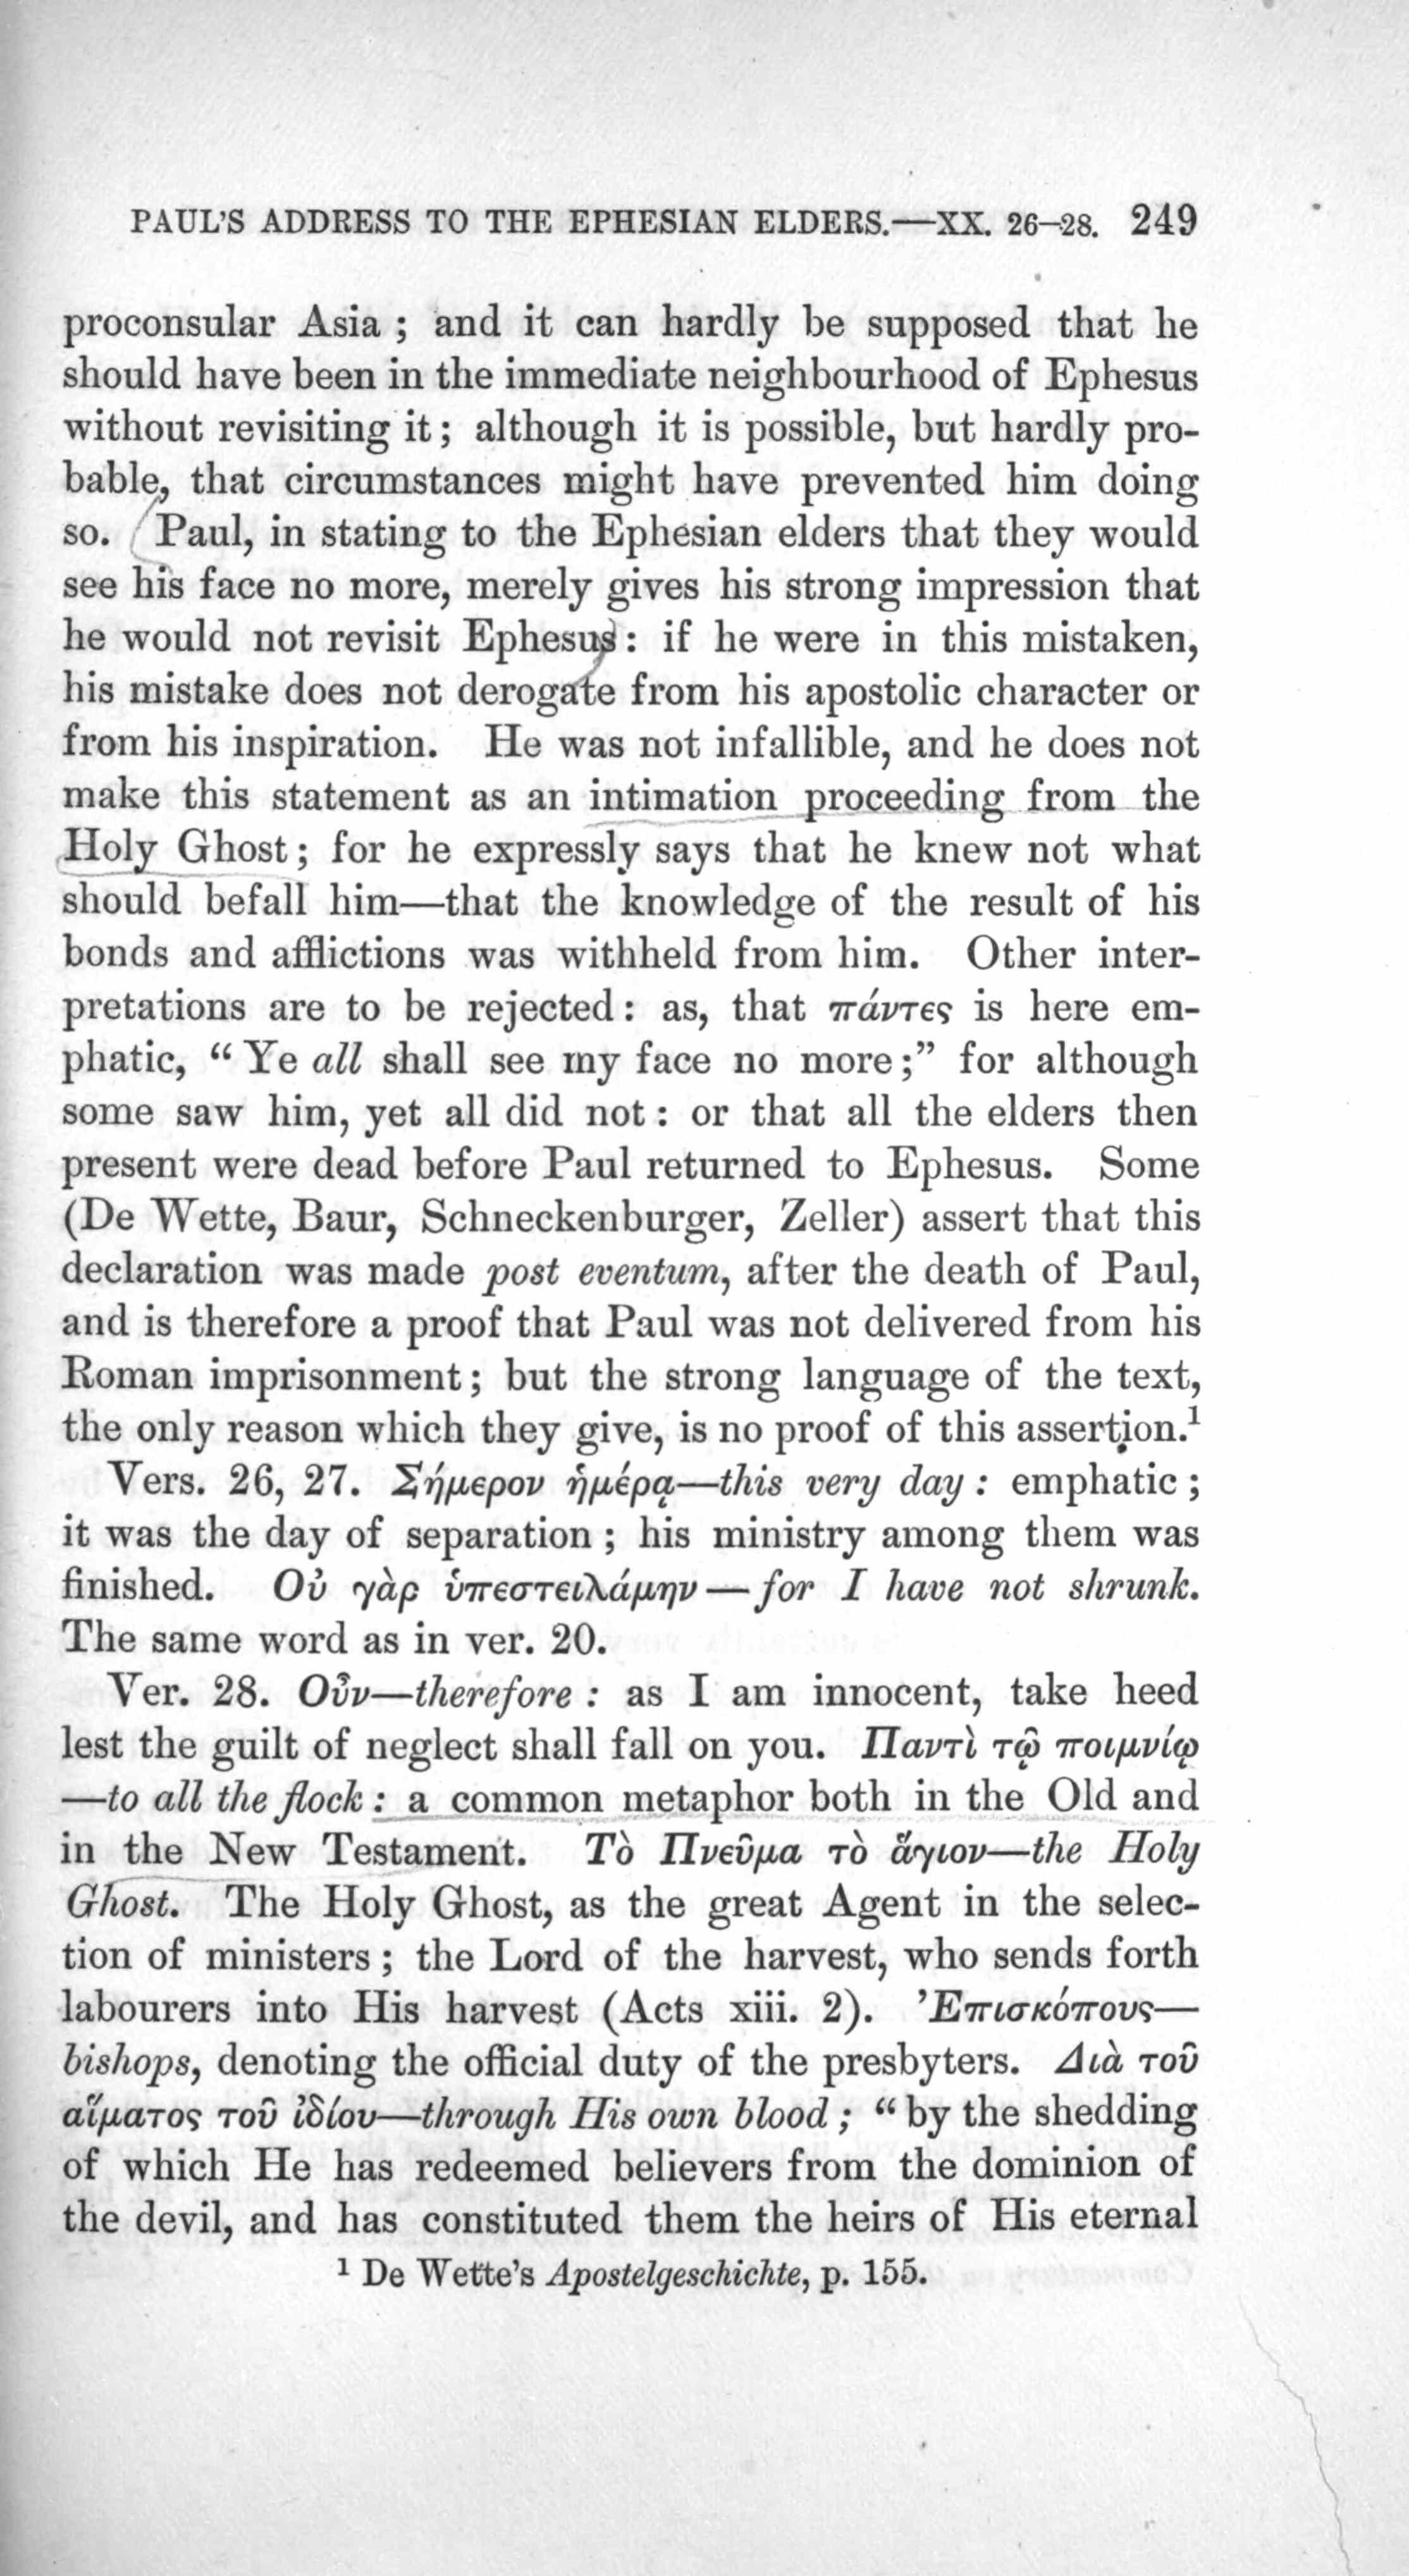 PAUL'S ADDRESS TO THE EPHESIAN ELDERS.—XX. 26–28. 249
proconsular Asia ; and it can hardly be supposed that he
should have been in the immediate neighbourhood of Ephesus
without revisiting it ; although it is possible, but hardly pro-
bable, that circumstances might have prevented him doing
so. Paul, in stating to the Ephesian elders that they would
see his face no more, merely gives his strong impression that
he would not revisit Ephesus : if he were in this mistaken,
his mistake does not derogate from his apostolic character or
from his inspiration. He was not infallible, and he does not
make this statement as an intimation proceeding from the
Holy Ghost ; for he expressly says that he knew not what
should befall him—that the knowledge of the result of his
bonds and afflictions was withheld from him. Other inter-
pretations are to be rejected : as, that πάντες is here em-
phatic, “ Ye all shall see my face no more ;” for although
some saw him, yet all did not : or that all the elders then
present were dead before Paul returned to Ephesus. Some
(De Wette, Baur, Schneckenburger, Zeller) assert that this
declaration was made post eventum, after the death of Paul,
and is therefore a proof that Paul was not delivered from his
Roman imprisonment ; but the strong language of the text,
the only reason which they give, is no proof of this assertion.¹
Vers. 26, 27. Σήμερον ἡμέρᾳ—this very day : emphatic ;
it was the day of separation ; his ministry among them was
finished. Οὐ γὰρ ὑπεστειλάμην—for I have not shrunk.
The same word as in ver. 20.
Ver. 28. Οὖν—therefore : as I am innocent, take heed
lest the guilt of neglect shall fall on you. Παντὶ τῷ ποιμνίῳ
—to all the flock : a common metaphor both in the Old and
in the New Testament. Τὸ Πνεῦμα τὸ ἅγιον—the Holy
Ghost. The Holy Ghost, as the great Agent in the selec-
tion of ministers ; the Lord of the harvest, who sends forth
labourers into His harvest (Acts xiii. 2). Ἐπισκόπους—
bishops, denoting the official duty of the presbyters. Διὰ τοῦ
αἵματος τοῦ ἰδίου—through His own blood ; “ by the shedding
of which He has redeemed believers from the dominion of
the devil, and has constituted them the heirs of His eternal
¹ De Wette's Apostelgeschichte, p. 155.